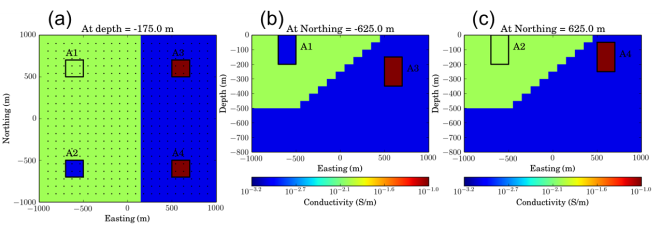 (a)
At depth = -175.0 m
Northing (m)
1000
500
0
−500
−1000
A1
A3
A2
A4
−1000 −500 0 500 1000
Easting (m)
(b)
At Northing = -625.0 m
Depth (m)
0
−100
−200
−300
−400
−500
−600
−700
−800
A1
A3
−1000 −500 0 500 1000
Easting (m)
10^−3.2 10^−2.7 10^−2.1 10^−1.6 10^−1.0
Conductivity (S/m)
(c)
At Northing = 625.0 m
Depth (m)
0
−100
−200
−300
−400
−500
−600
−700
−800
A2
A4
−1000 −500 0 500 1000
Easting (m)
10^−3.2 10^−2.7 10^−2.1 10^−1.6 10^−1.0
Conductivity (S/m)